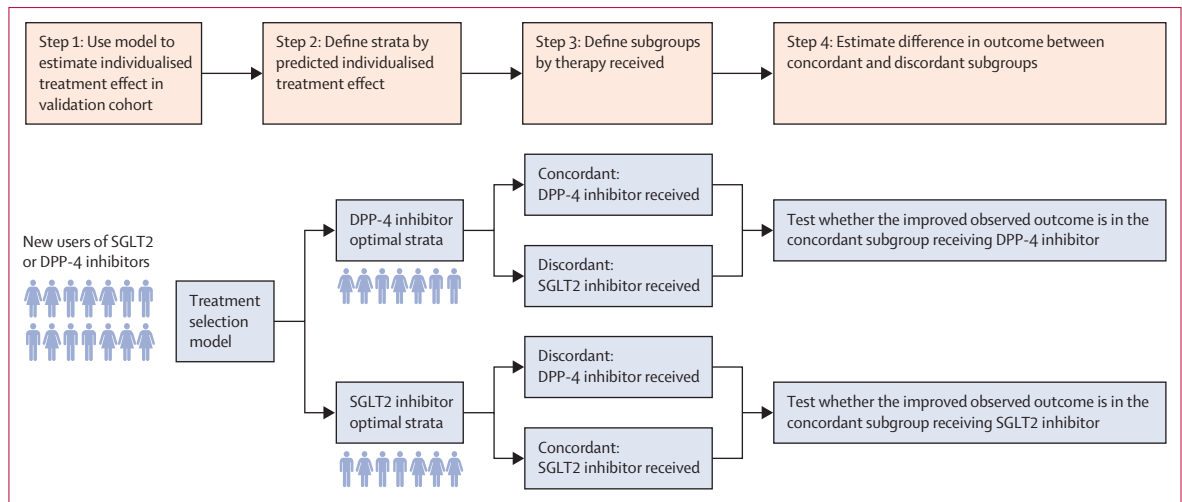 Step 1: Use model to
estimate individualised
treatment effect in
validation cohort
Step 2: Define strata by
predicted individualised
treatment effect
Step 3: Define subgroups
by therapy received
Step 4: Estimate difference in outcome between
concordant and discordant subgroups
New users of SGLT2
or DPP-4 inhibitors
Treatment
selection
model
DPP-4 inhibitor
optimal strata
Concordant:
DPP-4 inhibitor received
Discordant:
SGLT2 inhibitor received
Test whether the improved observed outcome is in the
concordant subgroup receiving DPP-4 inhibitor
SGLT2 inhibitor
optimal strata
Discordant:
DPP-4 inhibitor received
Concordant:
SGLT2 inhibitor received
Test whether the improved observed outcome is in the
concordant subgroup receiving SGLT2 inhibitor